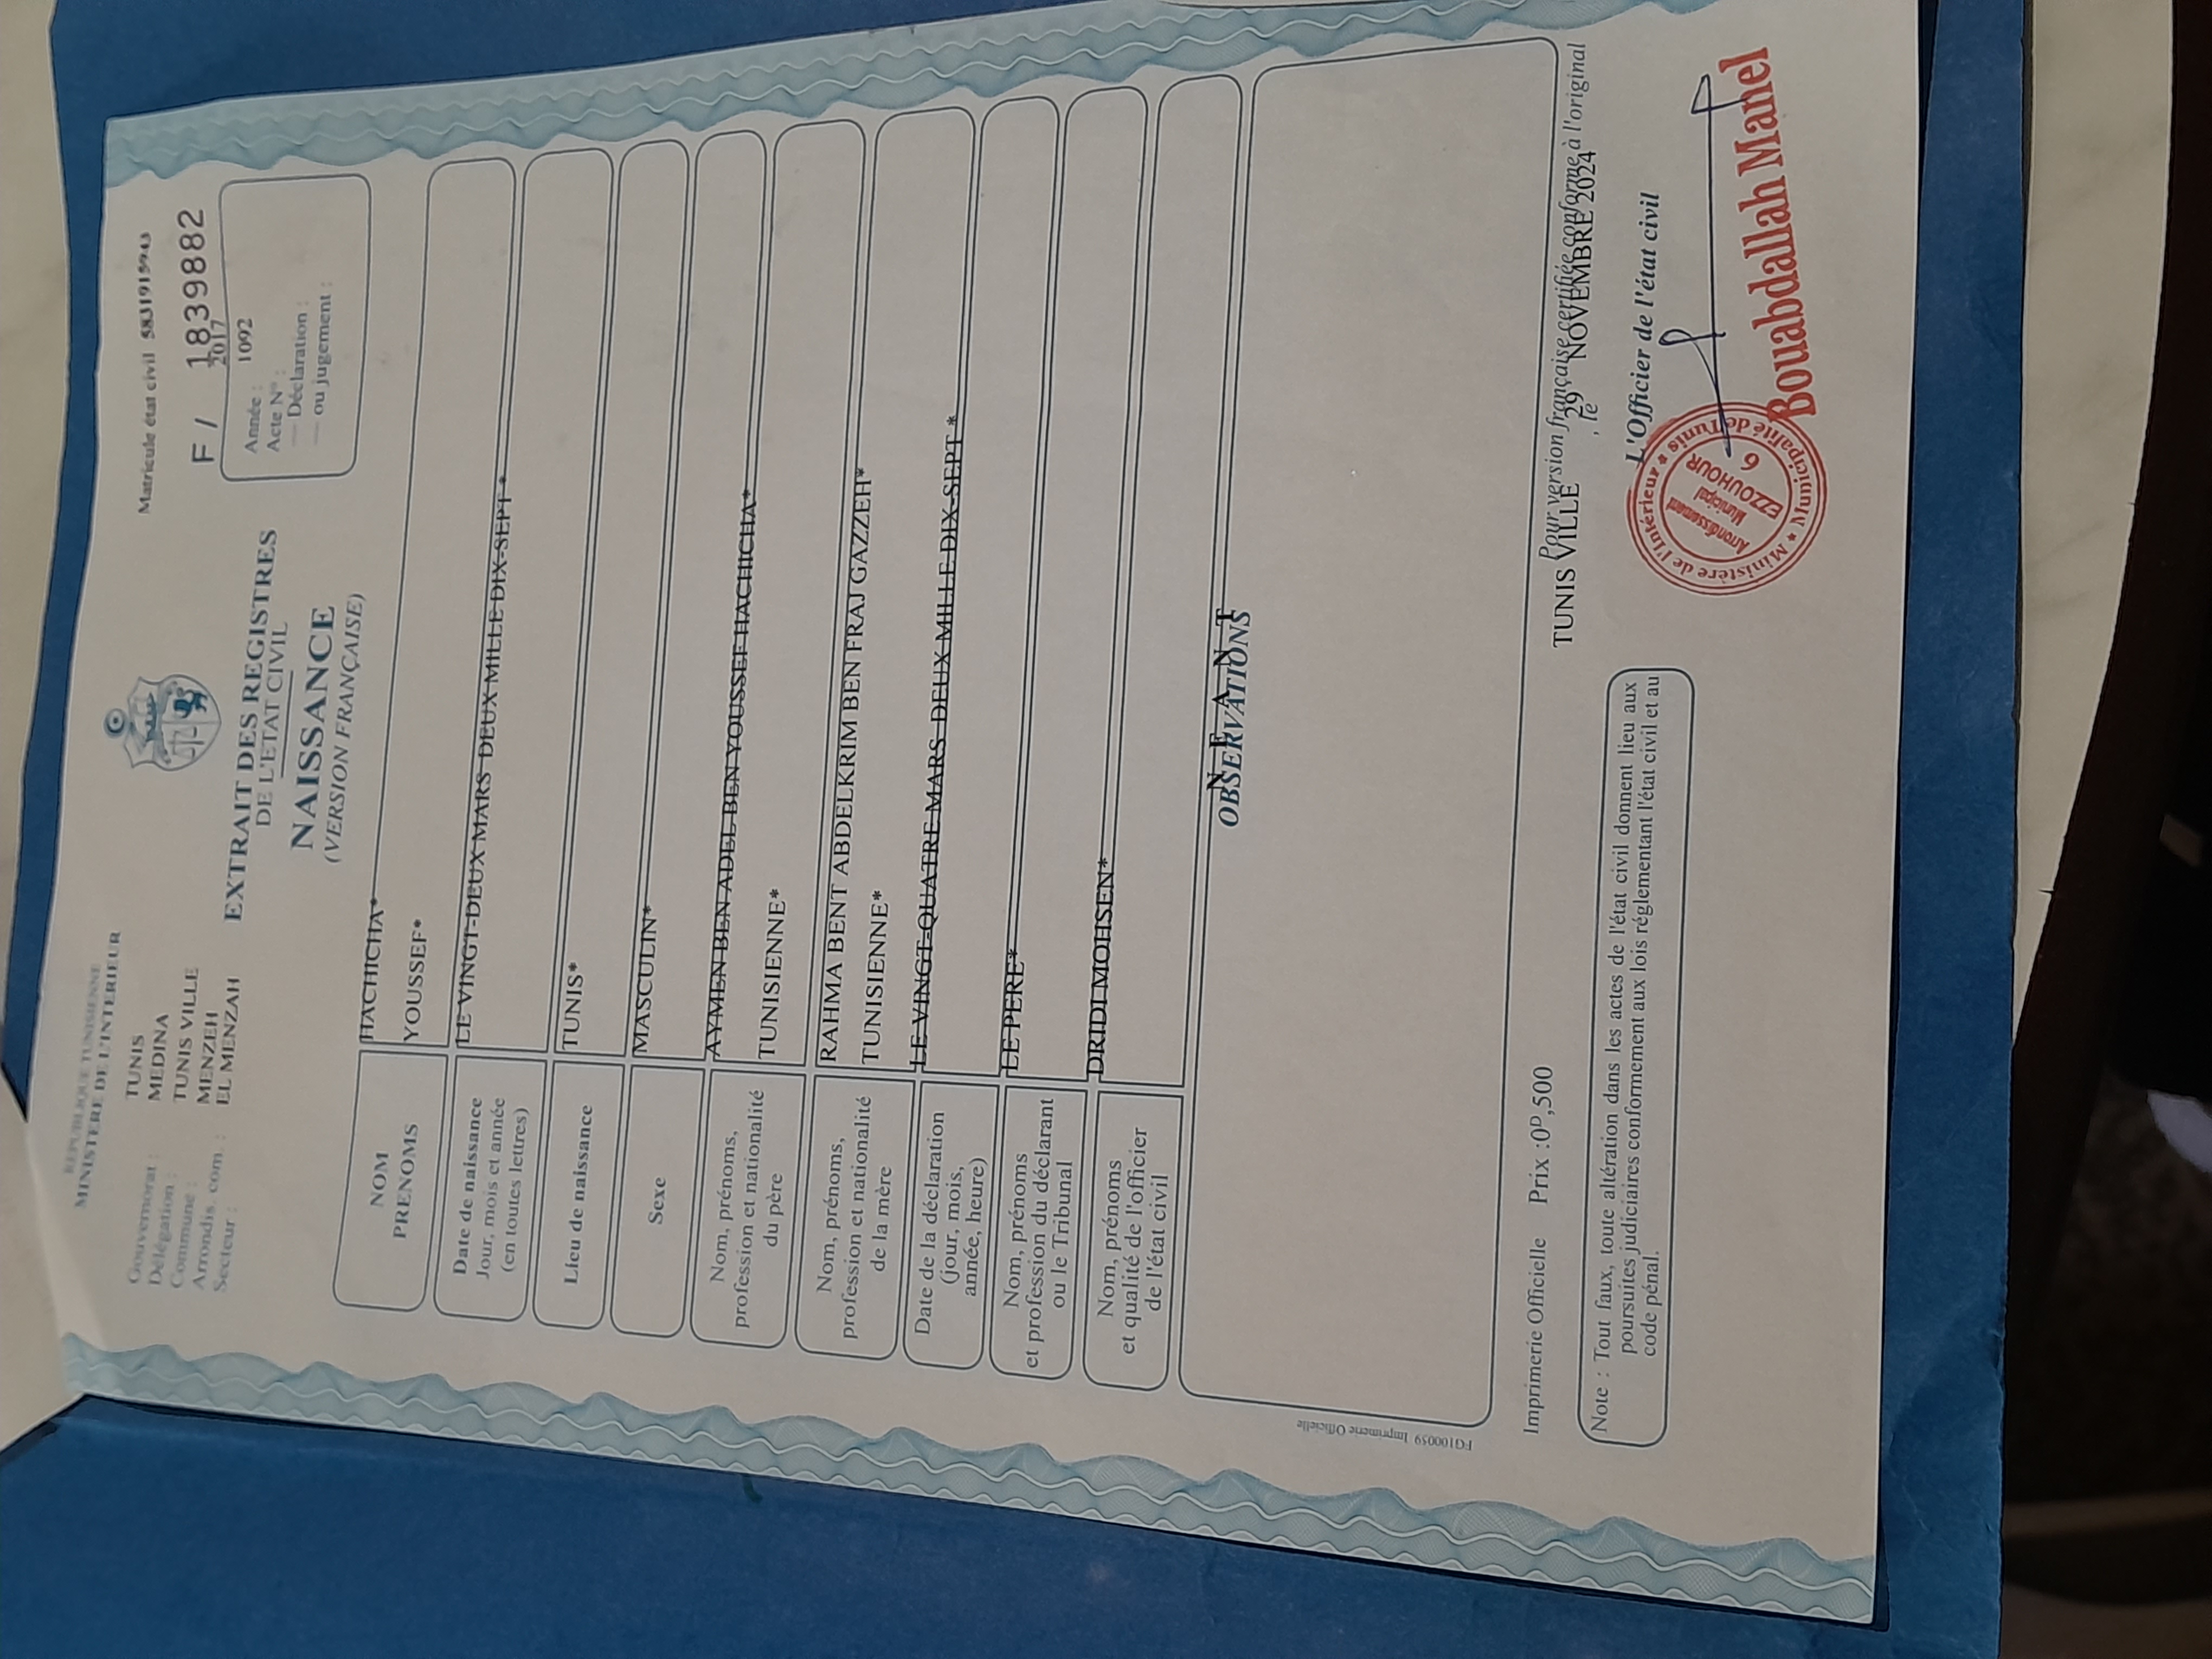 REPUBLIQUE TUNISIENNE
MINISTERE DE L'INTERIEUR
Gouvernorat : TUNIS
Délégation : MEDINA
Commune : TUNIS VILLE
Arrondis. com. : MENZEH
Secteur : EL MENZAH
Matricule état civil 5831915943
F / 18398882
Année : 2017
Acte N° : 1092
— Déclaration :
— ou jugement :
EXTRAIT DES REGISTRES
DE L'ETAT CIVIL
NAISSANCE
(VERSION FRANÇAISE)
NOM HACHICHA*
PRENOMS YOUSSEF*
Date de naissance
Jour, mois et année
(en toutes lettres)
LE VINGT-DEUX MARS DEUX MILLE DIX-SEPT *
Lieu de naissance TUNIS*
Sexe MASCULIN*
Nom, prénoms,
profession et nationalité
du père
AYMEN BEN ADEL BEN YOUSSEF HACHICHA*
TUNISIENNE*
Nom, prénoms,
profession et nationalité
de la mère
RAHMA BENT ABDELKRIM BEN FRAJ GAZZEH*
TUNISIENNE*
Date de la déclaration
(jour, mois,
année, heure)
LE VINGT-QUATRE MARS DEUX MILLE DIX-SEPT *
Nom, prénoms
et profession du déclarant
ou le Tribunal
LE PERE*
Nom, prénoms
et qualité de l'officier
de l'état civil
DRIDI MOHSEN*
N E A N T
OBSERVATIONS
FG100059 Imprimerie Officielle
Imprimerie Officielle Prix : 0ᴰ,500
Pour version française certifiée conforme à l'original
TUNIS VILLE , le 29 NOVEMBRE 2024
L'Officier de l'état civil
Note : Tout faux, toute altération dans les actes de l'état civil donnent lieu aux
poursuites judiciaires conformement aux lois réglementant l'état civil et au
code pénal.
* Ministère de l'Intérieur * Municipalité de Tunis
Arrondissement
Municipal
EZZOUHOUR
6
Bouabdallah Manel